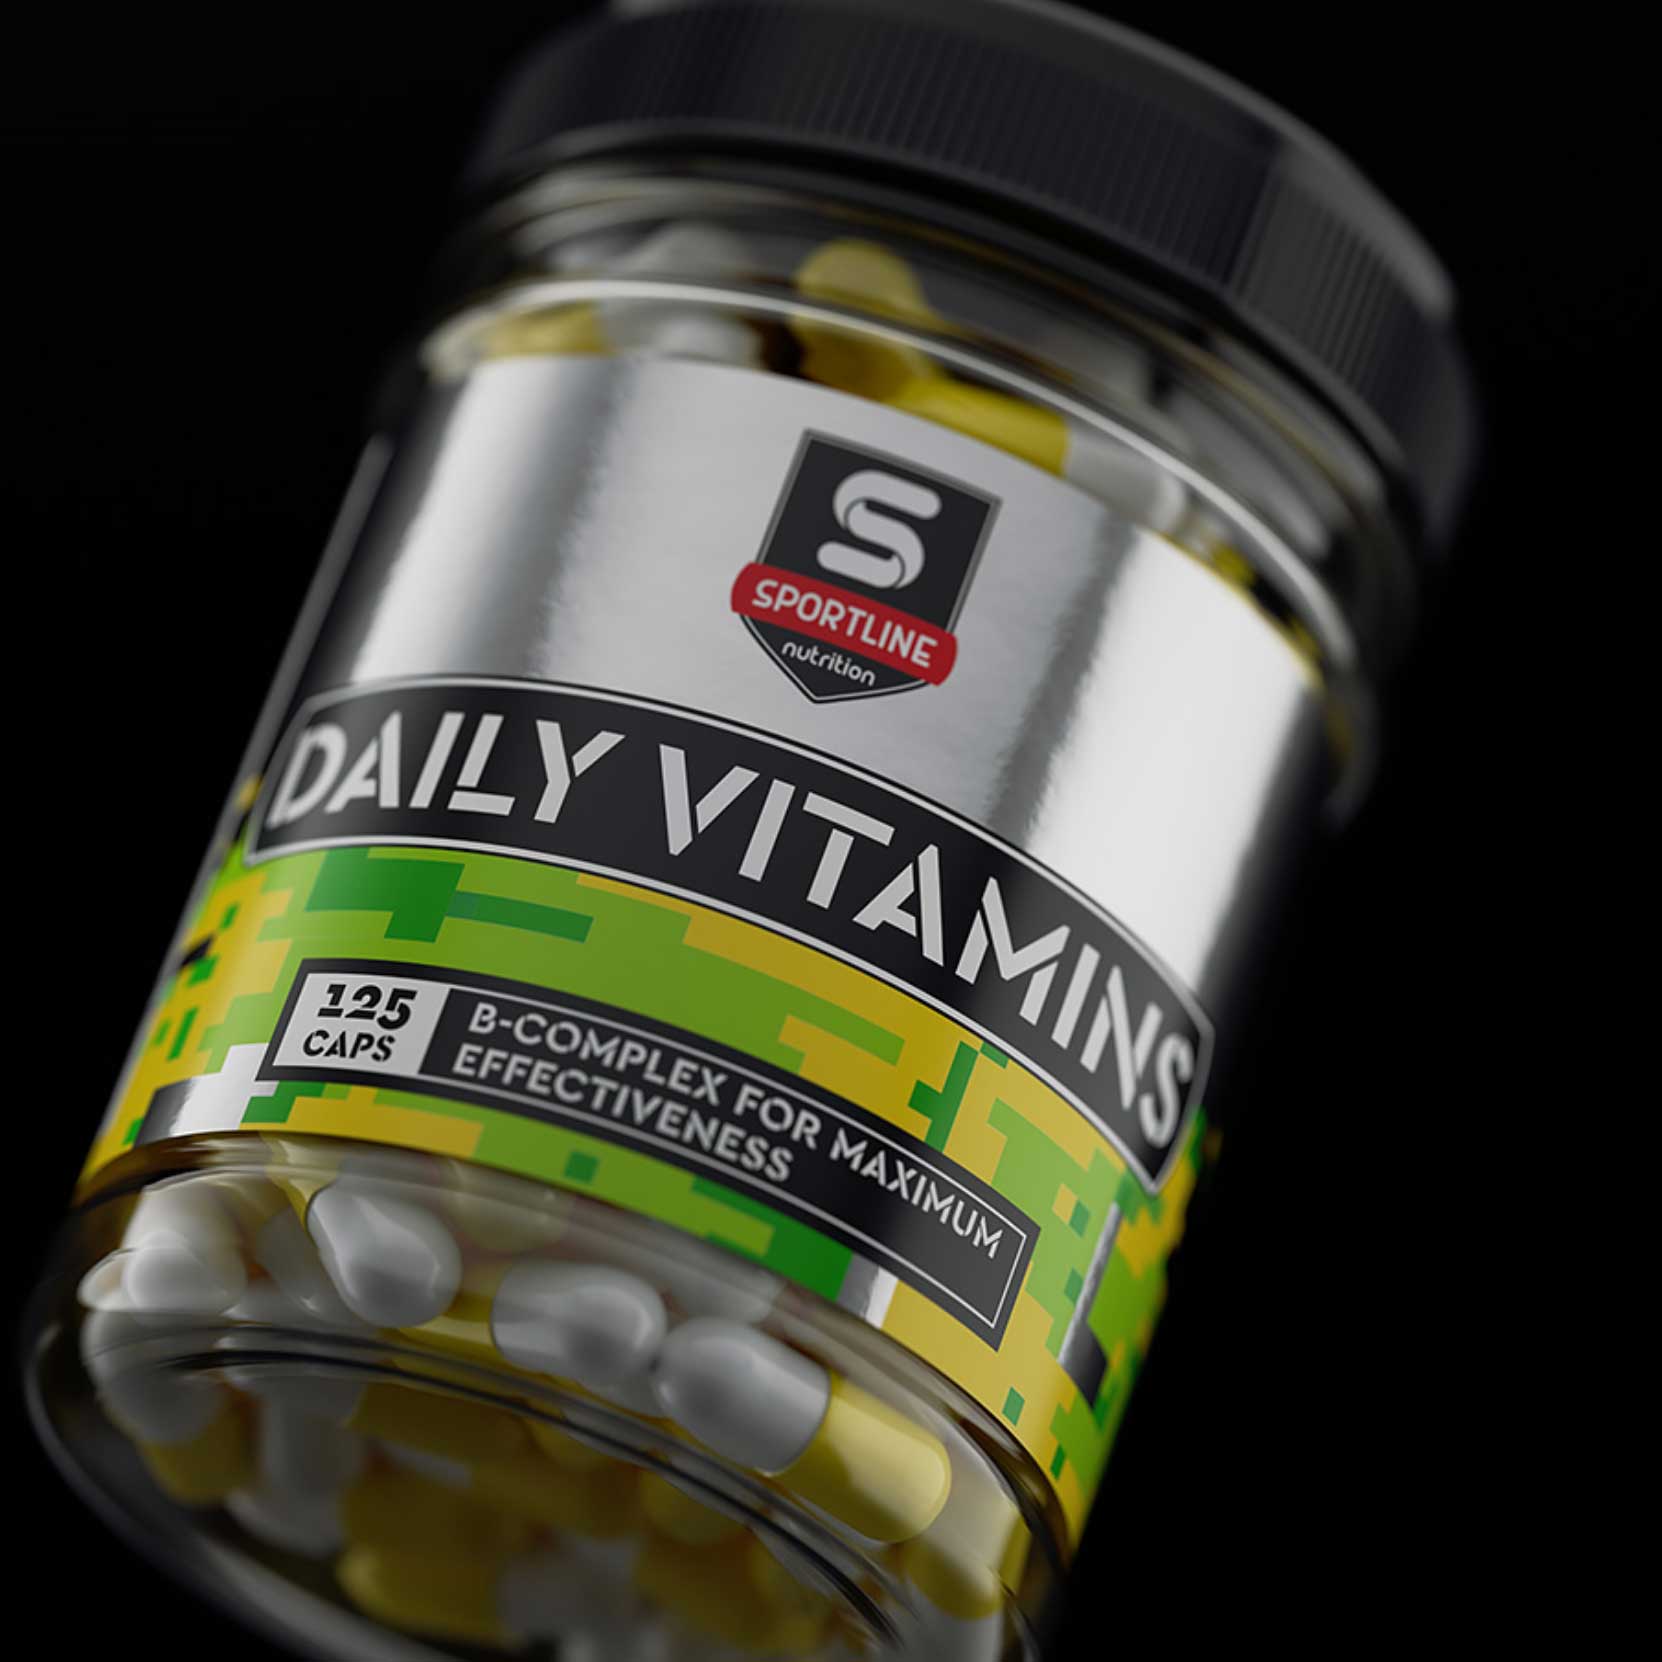 S
SPORTLINE
nutrition
DAILY VITAMINS
125
CAPS
B-COMPLEX FOR MAXIMUM
EFFECTIVENESS